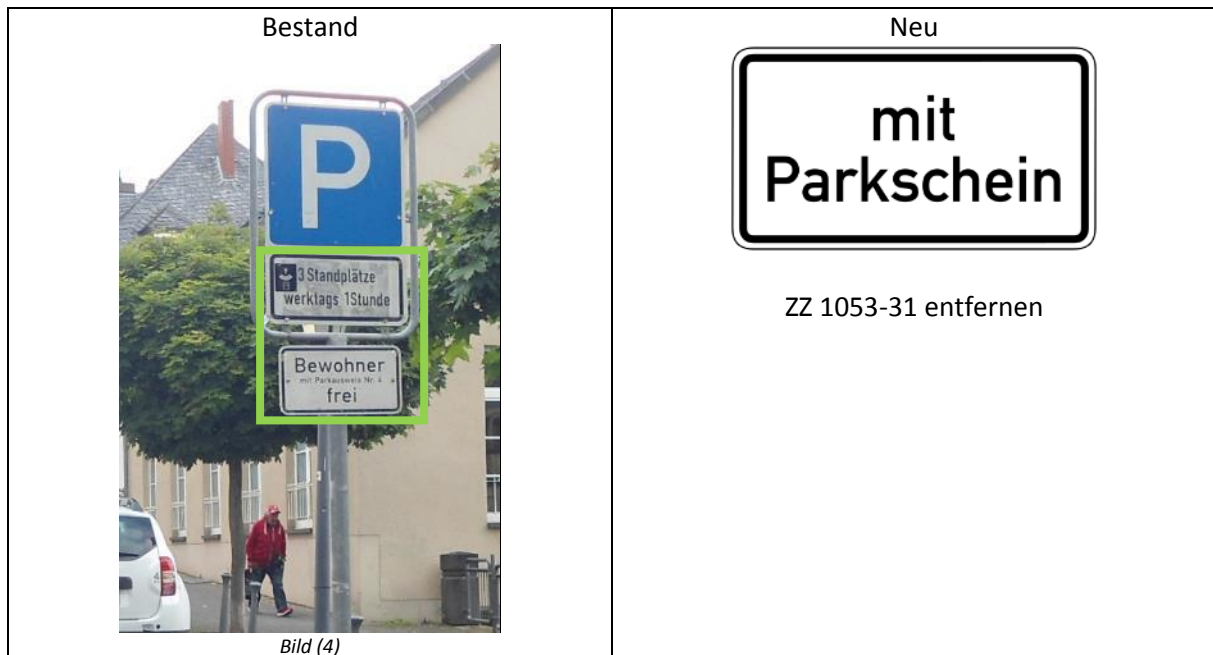 Bestand
P
3 Standplätze
werktags 1Stunde
Bewohner
mit Parkausweis Nr. 4
frei
Bild (4)
Neu
mit
Parkschein
ZZ 1053-31 entfernen